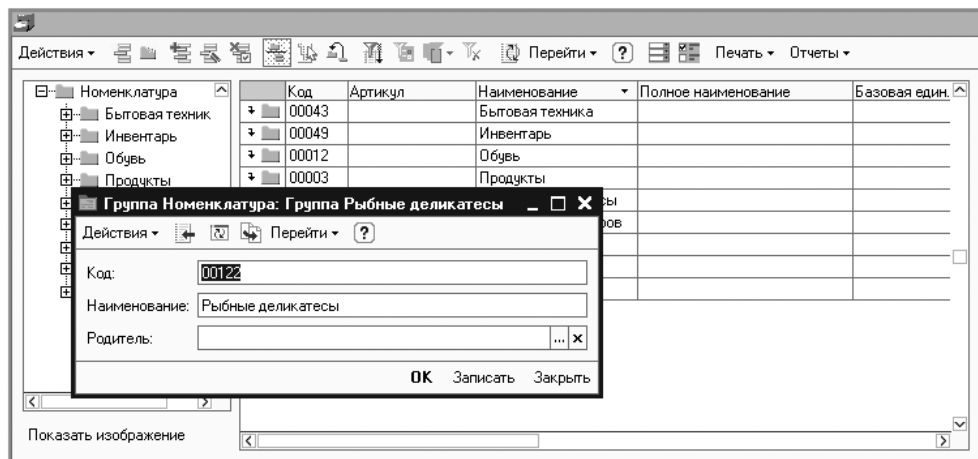 Действия Перейти ? Печать Отчеты
Номенклатура
Бытовая техник
Инвентарь
Обувь
Продукты
Код Артикул Наименование Полное наименование Базовая един.
00043 Бытовая техника
00049 Инвентарь
00012 Обувь
00003 Продукты
сы
ров
Группа Номенклатура: Группа Рыбные деликатесы
Действия Перейти ?
Код: 00122
Наименование: Рыбные деликатесы
Родитель: ...
OK Записать Закрыть
Показать изображение